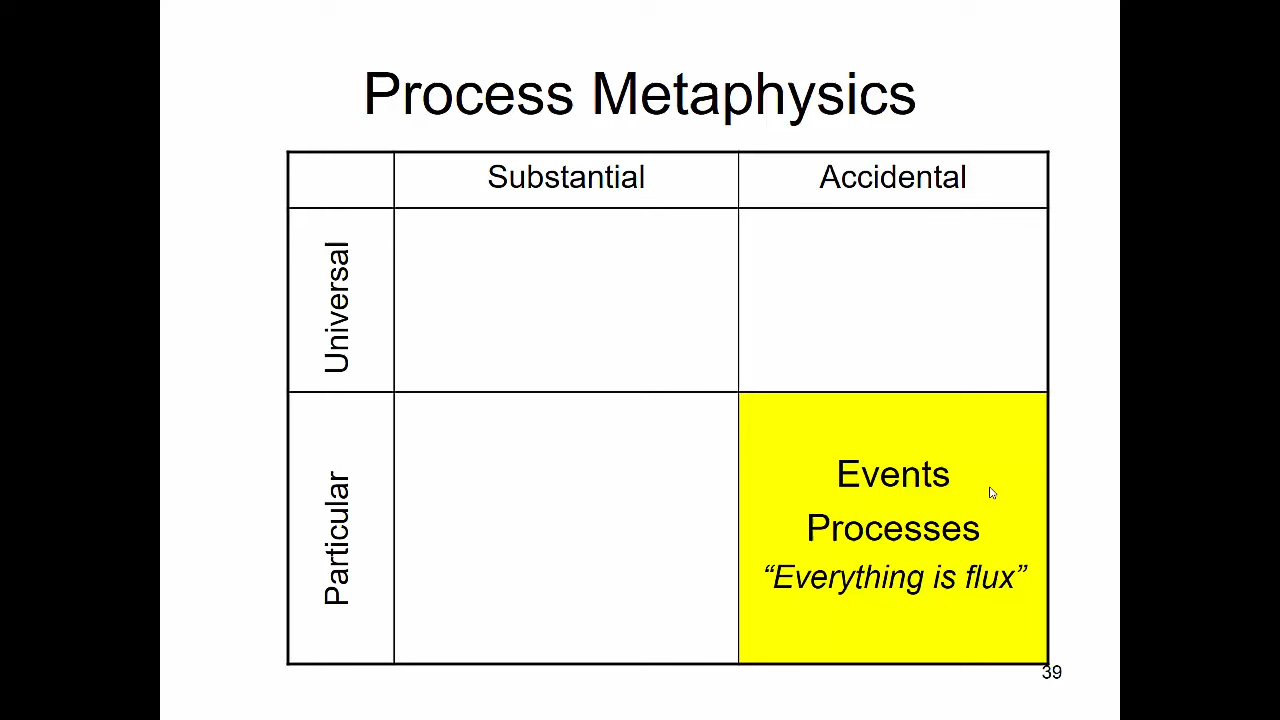 Process Metaphysics
Substantial
Accidental
Universal
Particular
Events
Processes
“Everything is flux”
39